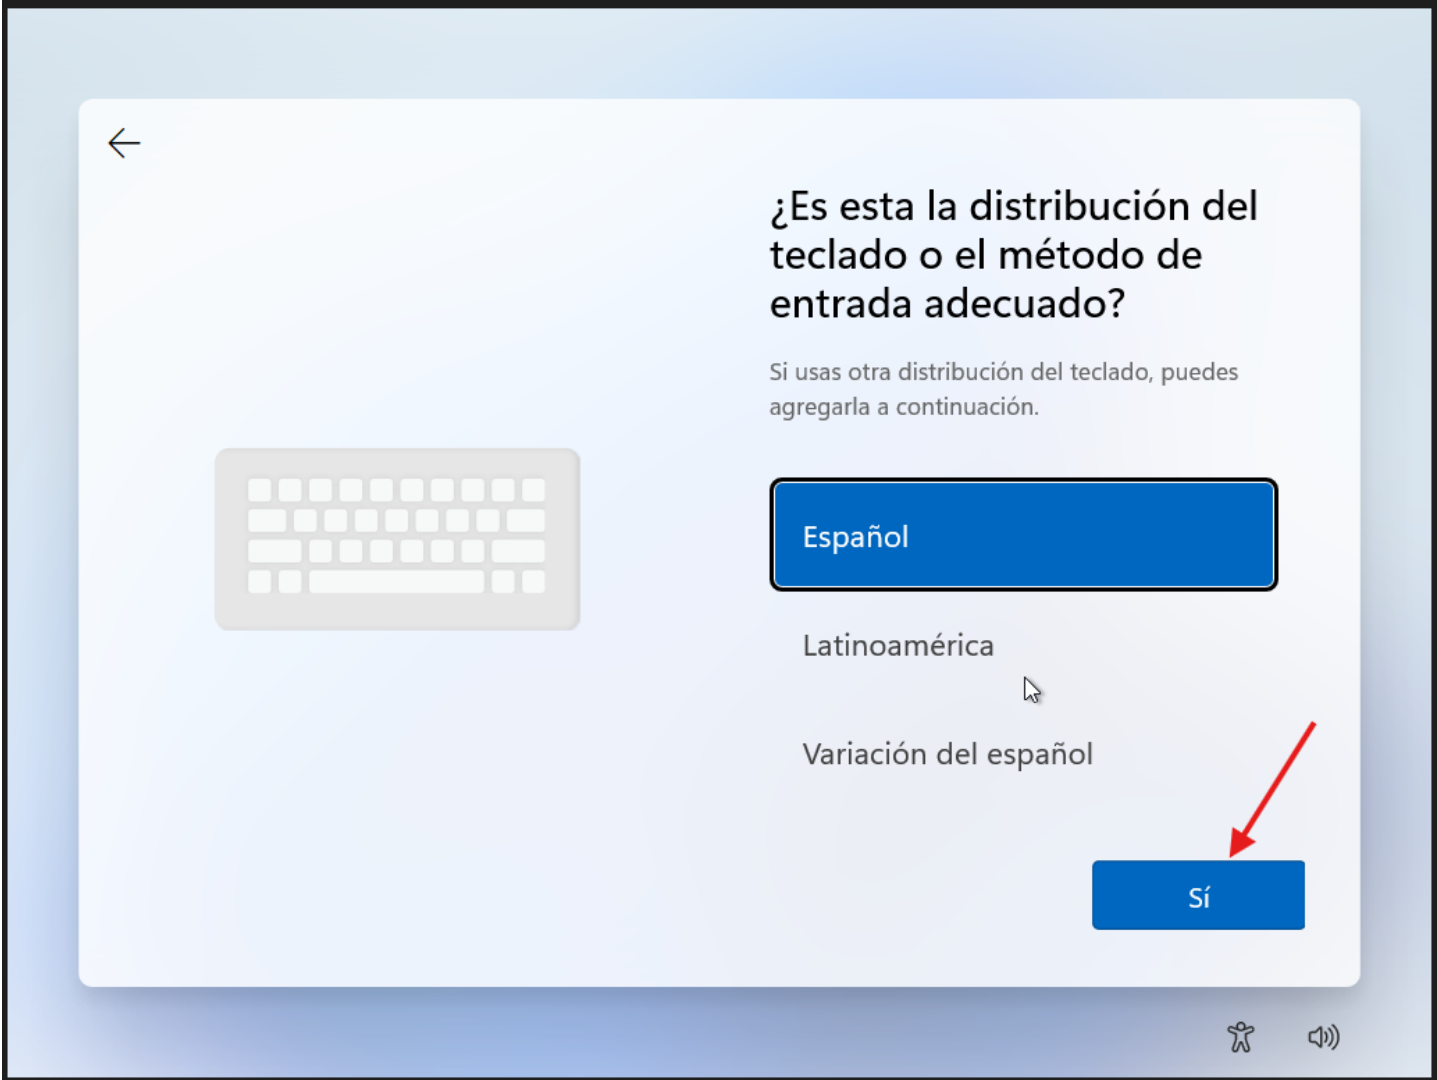 ¿Es esta la distribución del
teclado o el método de
entrada adecuado?
Si usas otra distribución del teclado, puedes
agregarla a continuación.
Español
Latinoamérica
Variación del español
Sí